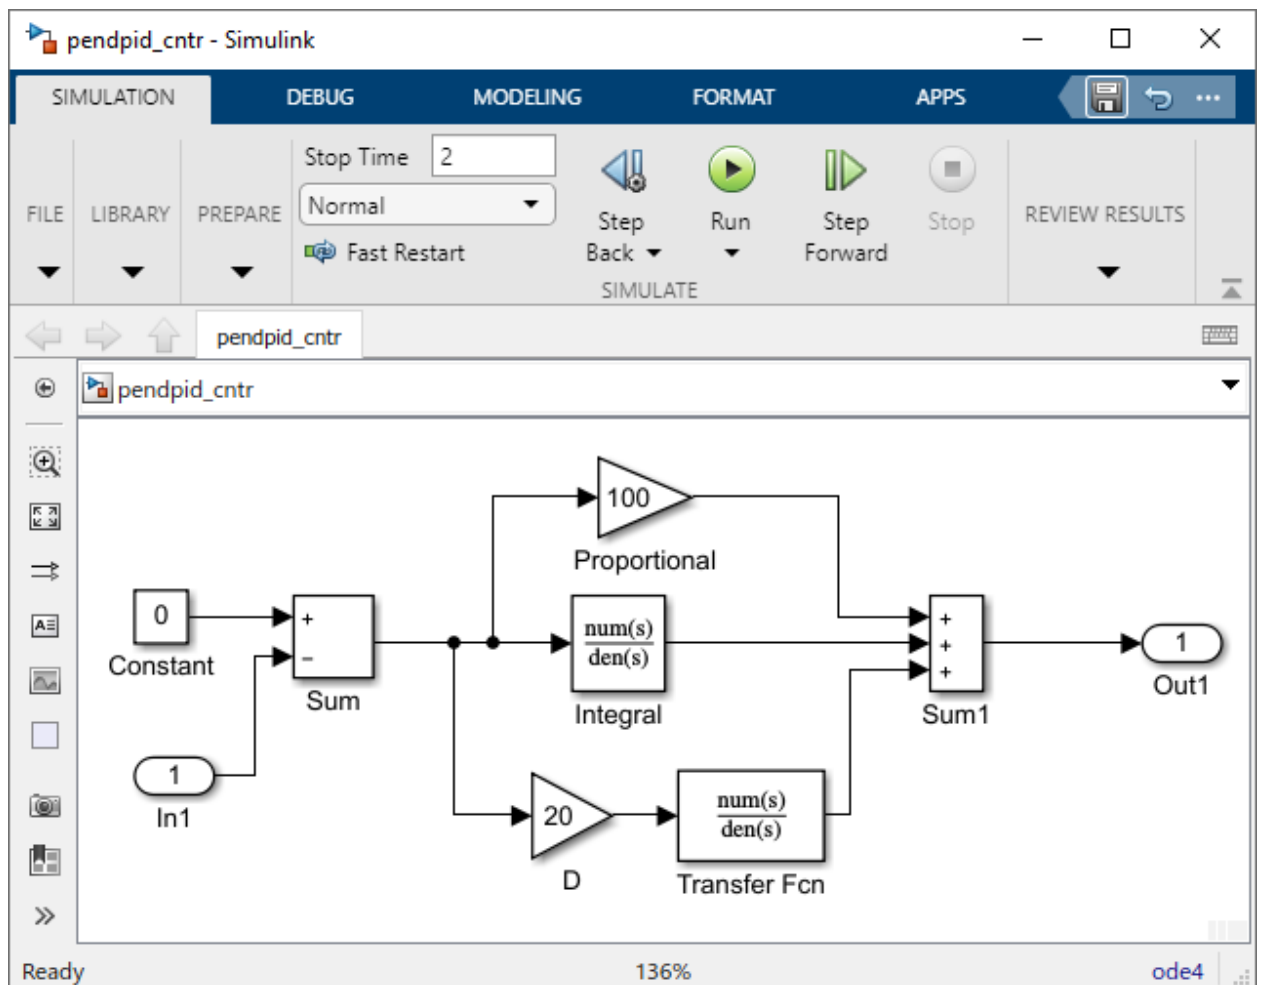 pendpid_cntr - Simulink
SIMULATION DEBUG MODELING FORMAT APPS
FILE
LIBRARY
PREPARE
Stop Time 2
Normal
Fast Restart
Step
Back
Run
Step
Forward
Stop
SIMULATE
REVIEW RESULTS
pendpid_cntr
pendpid_cntr
100
Proportional
0
Constant
+
−
Sum
num(s)
den(s)
Integral
+
+
+
Sum1
1
Out1
1
In1
20
D
num(s)
den(s)
Transfer Fcn
Ready 136% ode4